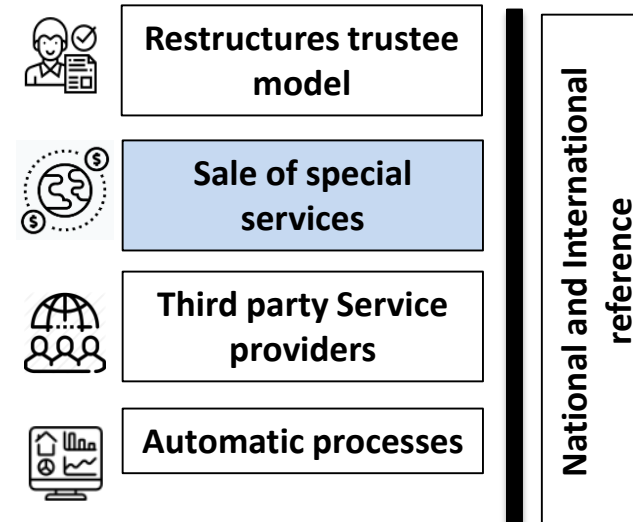 Restructures trustee
model
Sale of special
services
Third party Service
providers
Automatic processes
National and International
reference
$
$